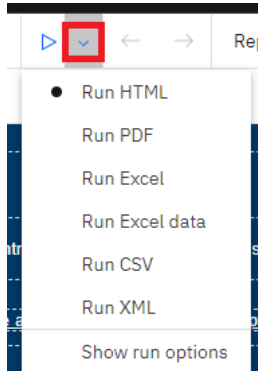 Rep
Run HTML
Run PDF
Run Excel
Run Excel data
Run CSV
Run XML
Show run options